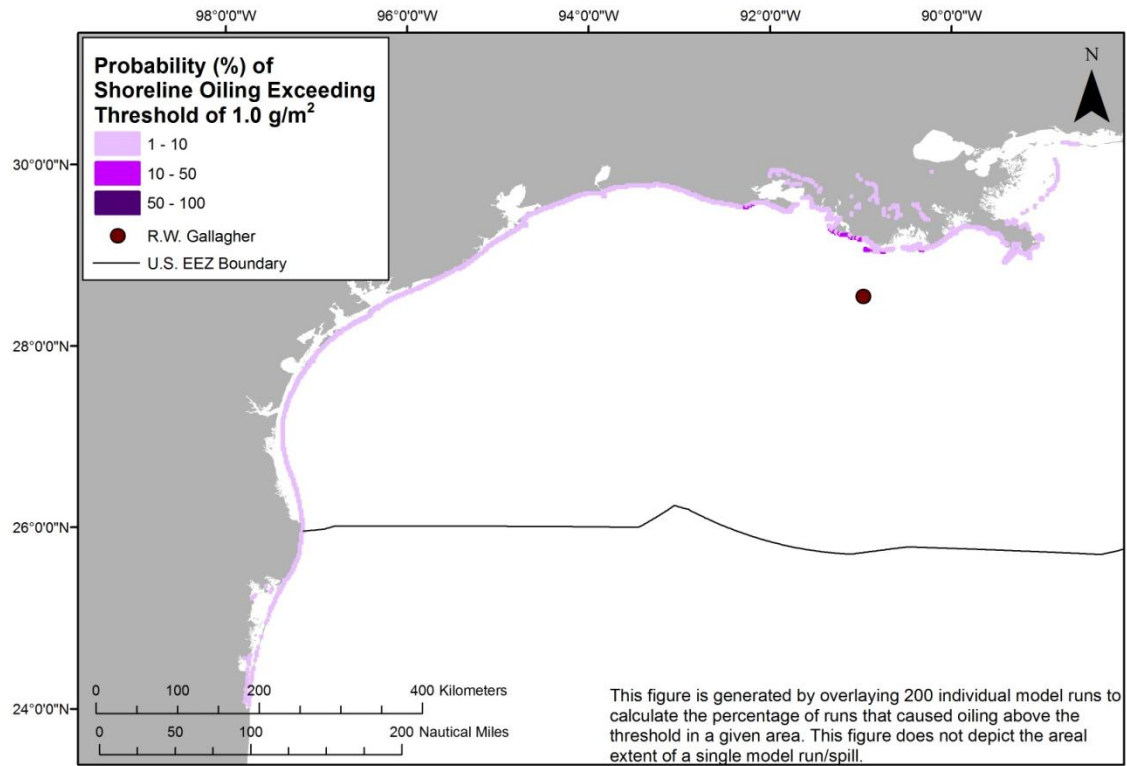 98°0'0"W
96°0'0"W
94°0'0"W
92°0'0"W
90°0'0"W
Probability (%) of
Shoreline Oiling Exceeding
Threshold of 1.0 g/m²
1 - 10
10 - 50
50 - 100
R.W. Gallagher
U.S. EEZ Boundary
N
30°0'0"N
28°0'0"N
26°0'0"N
24°0'0"N
0 100 200 400 Kilometers
0 50 100 200 Nautical Miles
This figure is generated by overlaying 200 individual model runs to
calculate the percentage of runs that caused oiling above the
threshold in a given area. This figure does not depict the areal
extent of a single model run/spill.